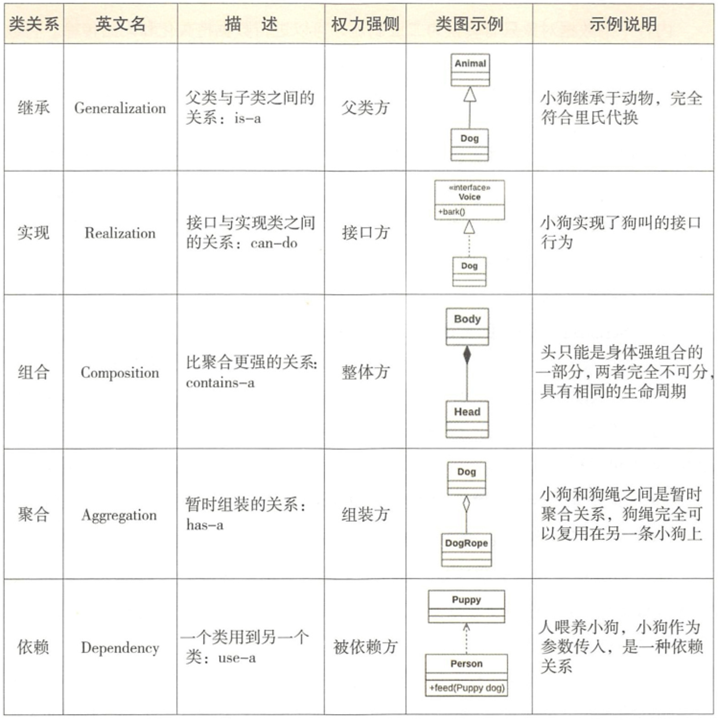 类关系 英文名 描 述 权力强侧 类图示例 示例说明
继承
Generalization
父类与子类之间的
关系：is-a
父类方
Animal
Dog
小狗继承于动物，完全
符合里氏代换
实现
Realization
接口与实现类之间
的关系：can-do
接口方
«interface»
Voice
+bark()
Dog
小狗实现了狗叫的接口
行为
组合
Composition
比聚合更强的关系：
contains-a
整体方
Body
Head
头只能是身体强组合的
一部分，两者完全不可分，
具有相同的生命周期
聚合
Aggregation
暂时组装的关系：
has-a
组装方
Dog
DogRope
小狗和狗绳之间是暂时
聚合关系，狗绳完全可
以复用在另一条小狗上
依赖
Dependency
一个类用到另一个
类：use-a
被依赖方
Puppy
Person
+feed(Puppy dog)
人喂养小狗，小狗作为
参数传入，是一种依赖
关系